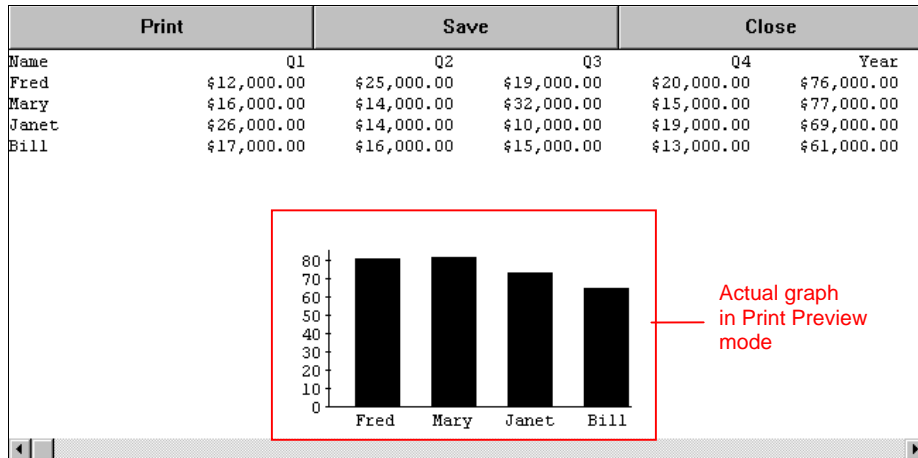 Print Save Close
Name Q1 Q2 Q3 Q4 Year
Fred $12,000.00 $25,000.00 $19,000.00 $20,000.00 $76,000.00
Mary $16,000.00 $14,000.00 $32,000.00 $15,000.00 $77,000.00
Janet $26,000.00 $14,000.00 $10,000.00 $19,000.00 $69,000.00
Bill $17,000.00 $16,000.00 $15,000.00 $13,000.00 $61,000.00
80
70
60
50
40
30
20
10
0
Fred Mary Janet Bill
Actual graph
in Print Preview
mode